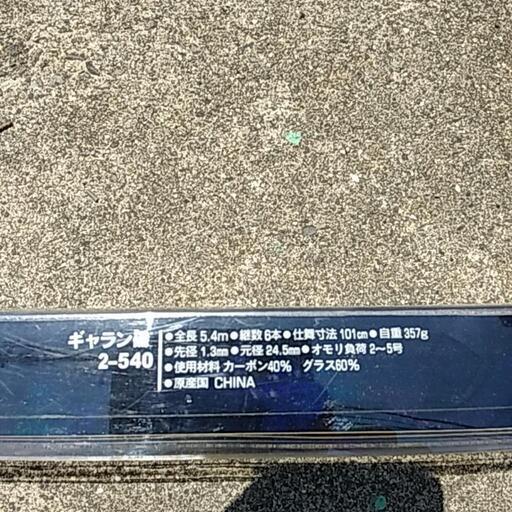 ギャラン磯
2-540
●全長 5.4m ●継数 6本 ●仕舞寸法 101cm ●自重 357g
●先径 1.3mm ●元径 24.5mm ●オモリ負荷 2〜5号
●使用材料 カーボン40% グラス60%
●原産国 CHINA